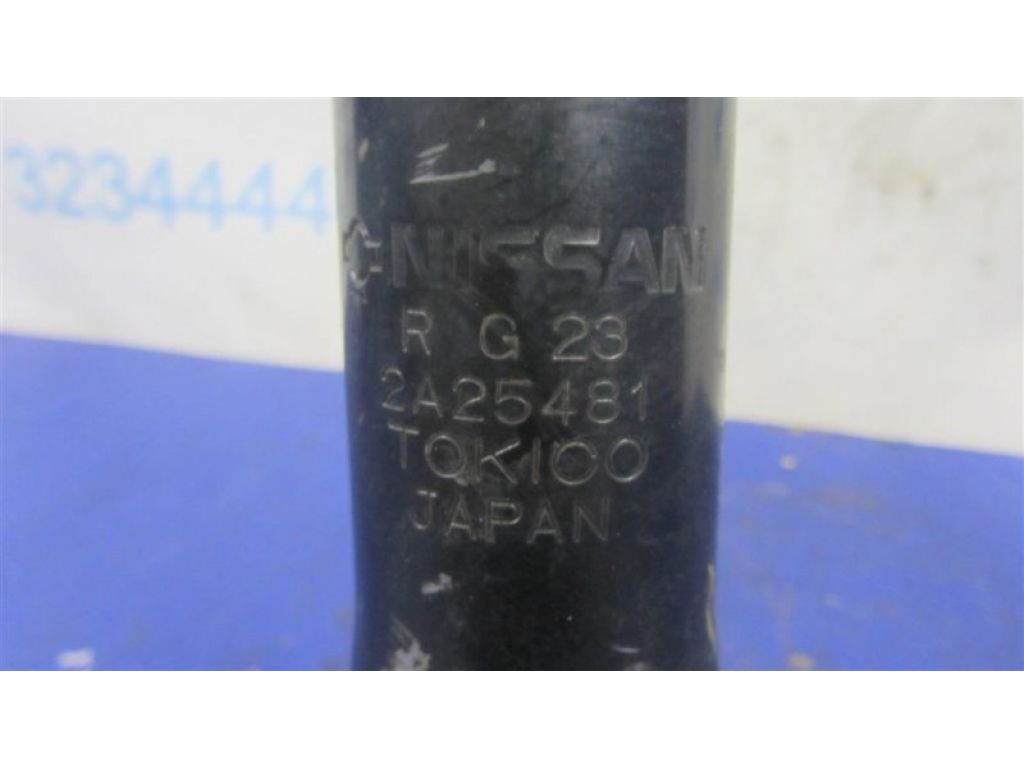 3234444
NISSAN
R G 23
2A25481
TOKICO
JAPAN